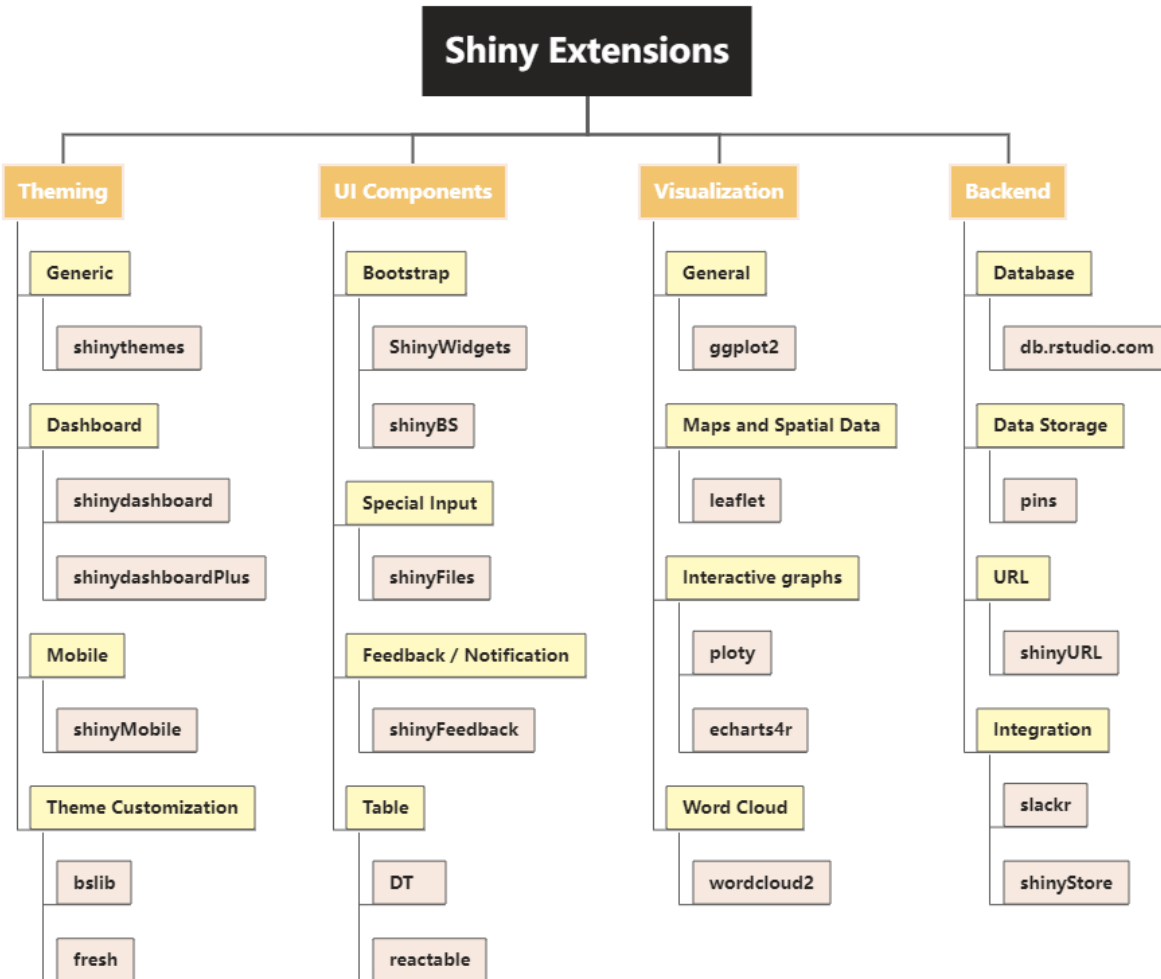 Shiny Extensions
Theming
Generic
shinythemes
Dashboard
shinydashboard
shinydashboardPlus
Mobile
shinyMobile
Theme Customization
bslib
fresh
UI Components
Bootstrap
ShinyWidgets
shinyBS
Special Input
shinyFiles
Feedback / Notification
shinyFeedback
Table
DT
reactable
Visualization
General
ggplot2
Maps and Spatial Data
leaflet
Interactive graphs
ploty
echarts4r
Word Cloud
wordcloud2
Backend
Database
db.rstudio.com
Data Storage
pins
URL
shinyURL
Integration
slackr
shinyStore